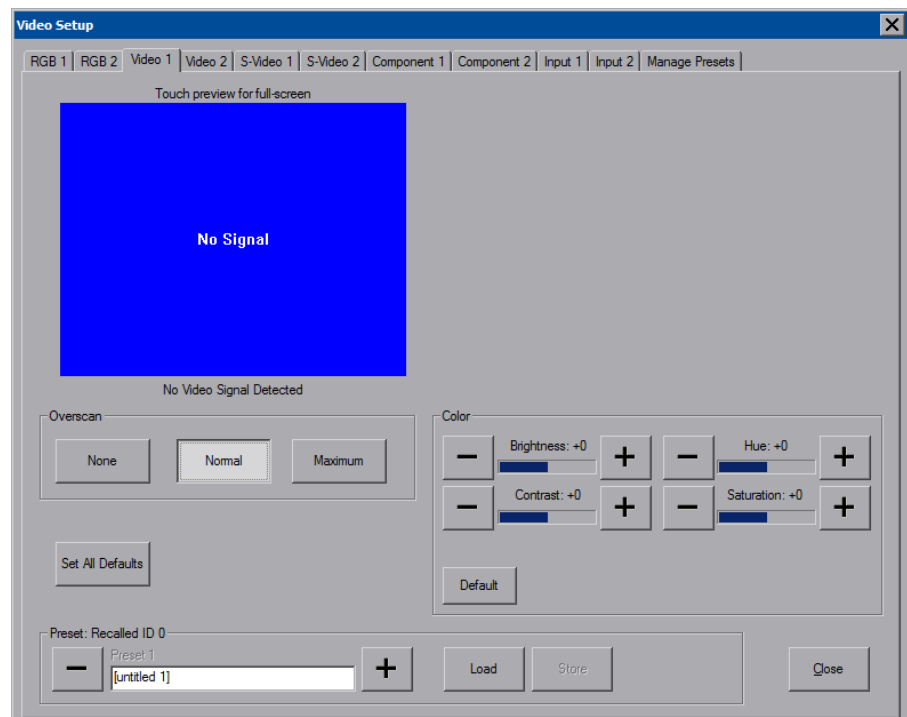 Video Setup
RGB 1 RGB 2 Video 1 Video 2 S-Video 1 S-Video 2 Component 1 Component 2 Input 1 Input 2 Manage Presets
Touch preview for full-screen
No Signal
No Video Signal Detected
Overscan
None Normal Maximum
Set All Defaults
Color
Brightness: +0 Hue: +0
Contrast: +0 Saturation: +0
Default
Preset: Recalled ID 0
Preset 1
[untitled 1]
Load Store Close